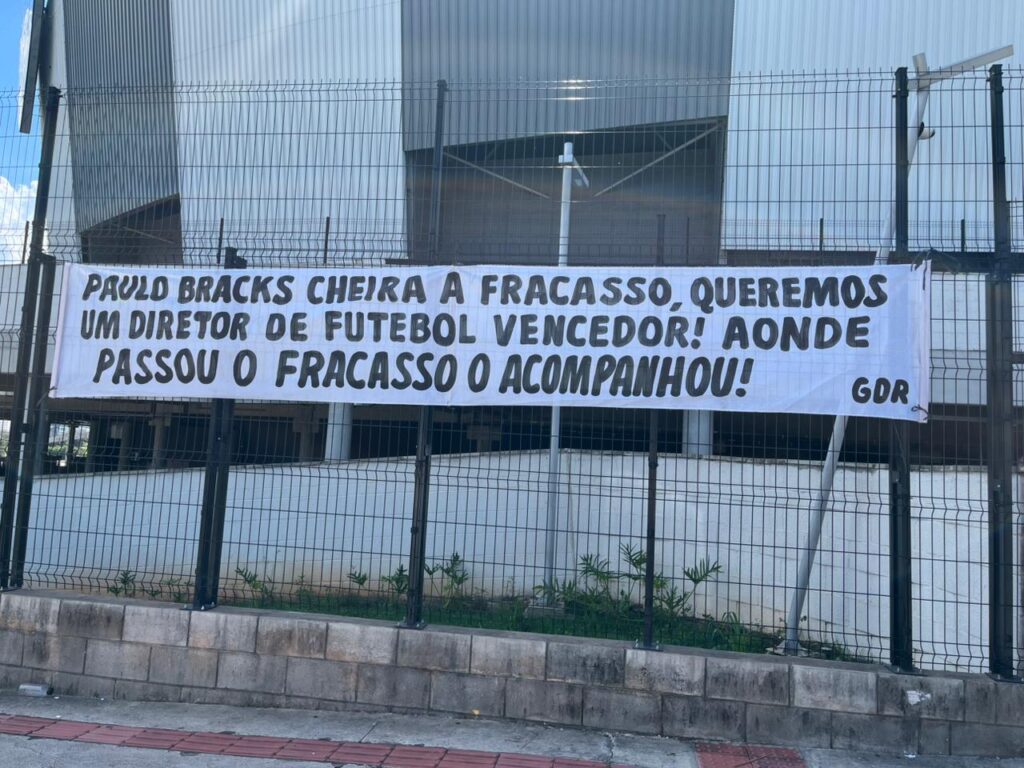 PAULO BRACKS CHEIRA A FRACASSO, QUEREMOS
UM DIRETOR DE FUTEBOL VENCEDOR! AONDE
PASSOU O FRACASSO O ACOMPANHOU!
GDR